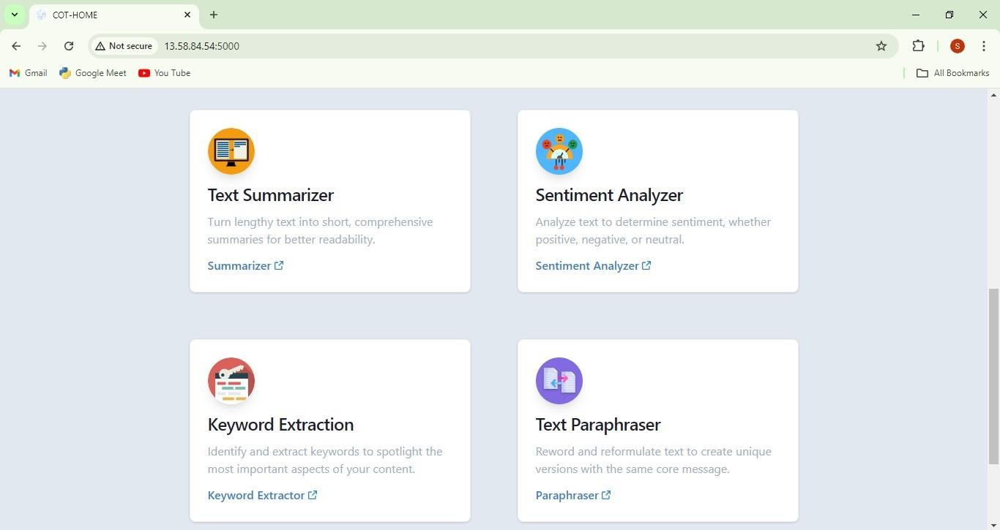 COT-HOME
Not secure
13.58.84.54:5000
S
Gmail
Google Meet
You Tube
All Bookmarks
Text Summarizer
Turn lengthy text into short, comprehensive
summaries for better readability.
Summarizer
Sentiment Analyzer
Analyze text to determine sentiment, whether
positive, negative, or neutral.
Sentiment Analyzer
Keyword Extraction
Identify and extract keywords to spotlight the
most important aspects of your content.
Keyword Extractor
Text Paraphraser
Reword and reformulate text to create unique
versions with the same core message.
Paraphraser